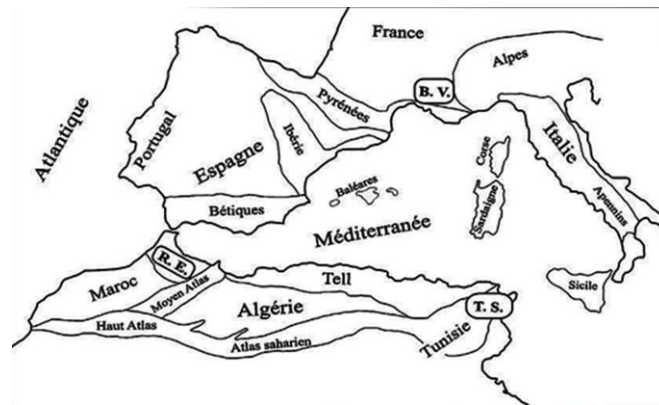 France
Alpes
B. V.
Pyrénées
Atlantique
Portugal
Espagne
Ibérie
Italie
Corse
Baléares
Sardaigne
Apennins
Bétiques
Méditerranée
R. E.
Tell
Sicile
Maroc
Moyen Atlas
Algérie
T. S.
Haut Atlas
Atlas saharien
Tunisie